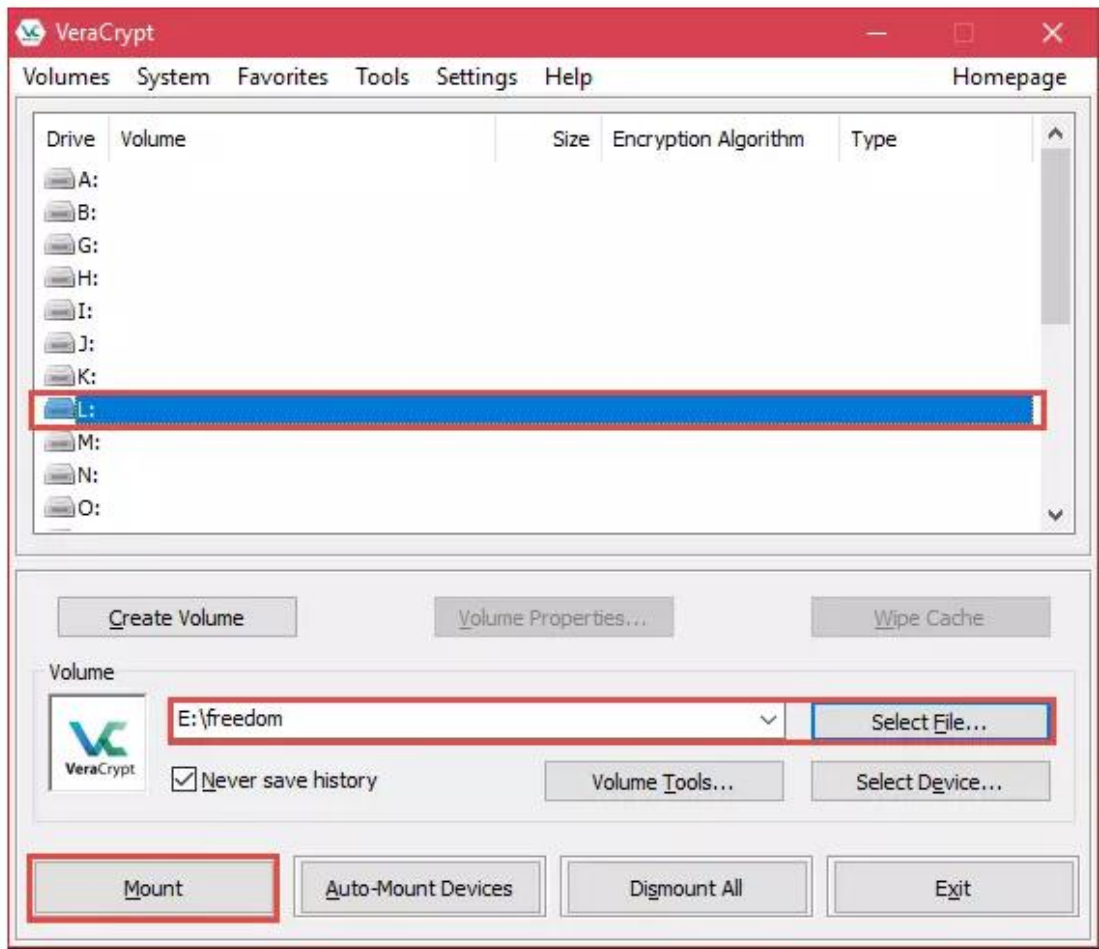 VeraCrypt
Volumes System Favorites Tools Settings Help Homepage
Drive Volume Size Encryption Algorithm Type
A:
B:
G:
H:
I:
J:
K:
L:
M:
N:
O:
Create Volume Volume Properties... Wipe Cache
Volume
E:\freedom Select File...
VeraCrypt
Never save history Volume Tools... Select Device...
Mount Auto-Mount Devices Dismount All Exit